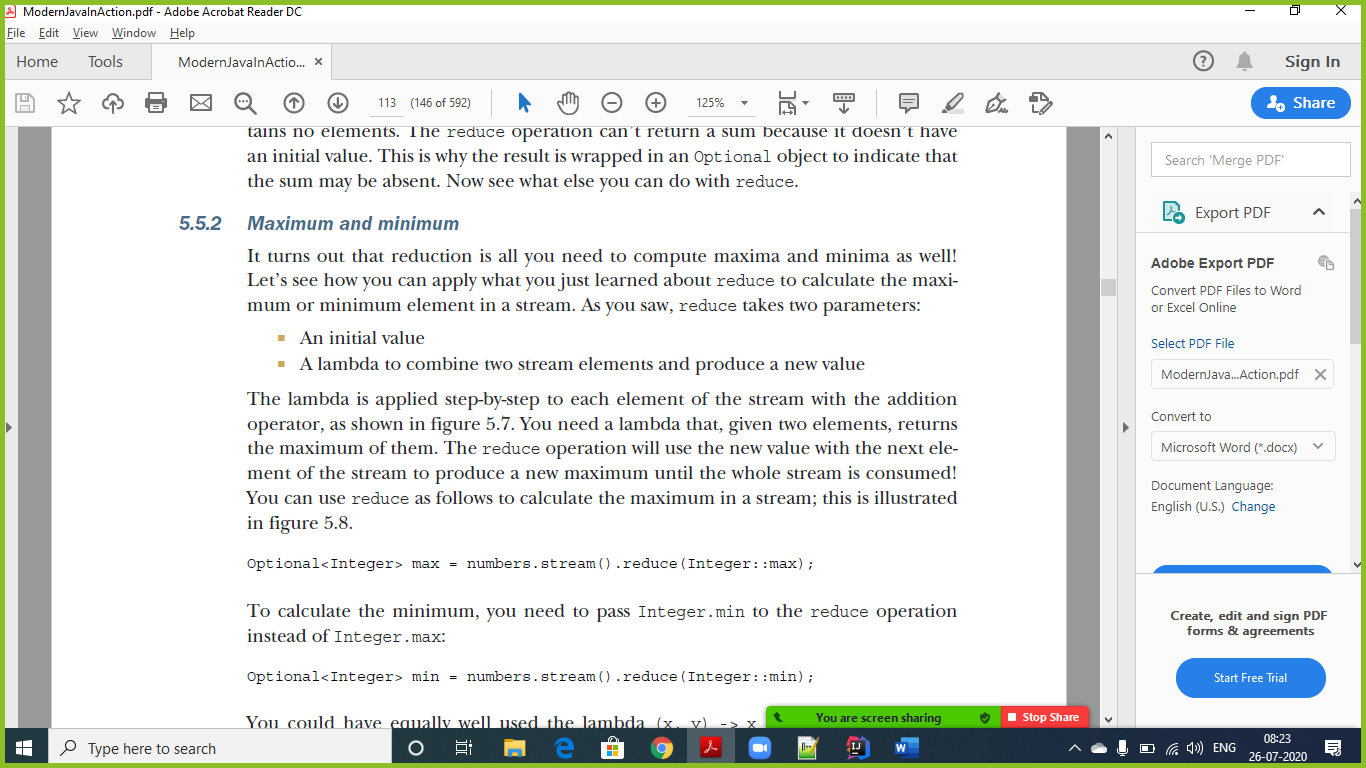 ModernJavaInAction.pdf - Adobe Acrobat Reader DC
File Edit View Window Help
Home Tools ModernJavaInActio... × Sign In
113 (146 of 592) 125% Share
tains no elements. The reduce operation can't return a sum because it doesn't have
an initial value. This is why the result is wrapped in an Optional object to indicate that
the sum may be absent. Now see what else you can do with reduce.
5.5.2 Maximum and minimum
It turns out that reduction is all you need to compute maxima and minima as well!
Let's see how you can apply what you just learned about reduce to calculate the maxi-
mum or minimum element in a stream. As you saw, reduce takes two parameters:
▪ An initial value
▪ A lambda to combine two stream elements and produce a new value
The lambda is applied step-by-step to each element of the stream with the addition
operator, as shown in figure 5.7. You need a lambda that, given two elements, returns
the maximum of them. The reduce operation will use the new value with the next ele-
ment of the stream to produce a new maximum until the whole stream is consumed!
You can use reduce as follows to calculate the maximum in a stream; this is illustrated
in figure 5.8.
Optional<Integer> max = numbers.stream().reduce(Integer::max);
To calculate the minimum, you need to pass Integer.min to the reduce operation
instead of Integer.max:
Optional<Integer> min = numbers.stream().reduce(Integer::min);
You could have equally well used the lambda (x, y) -> x
Search 'Merge PDF'
Export PDF
Adobe Export PDF
Convert PDF Files to Word
or Excel Online
Select PDF File
ModernJava...Action.pdf
Convert to
Microsoft Word (*.docx)
Document Language:
English (U.S.) Change
Create, edit and sign PDF
forms & agreements
Start Free Trial
You are screen sharing Stop Share
Type here to search
ENG
08:23
26-07-2020